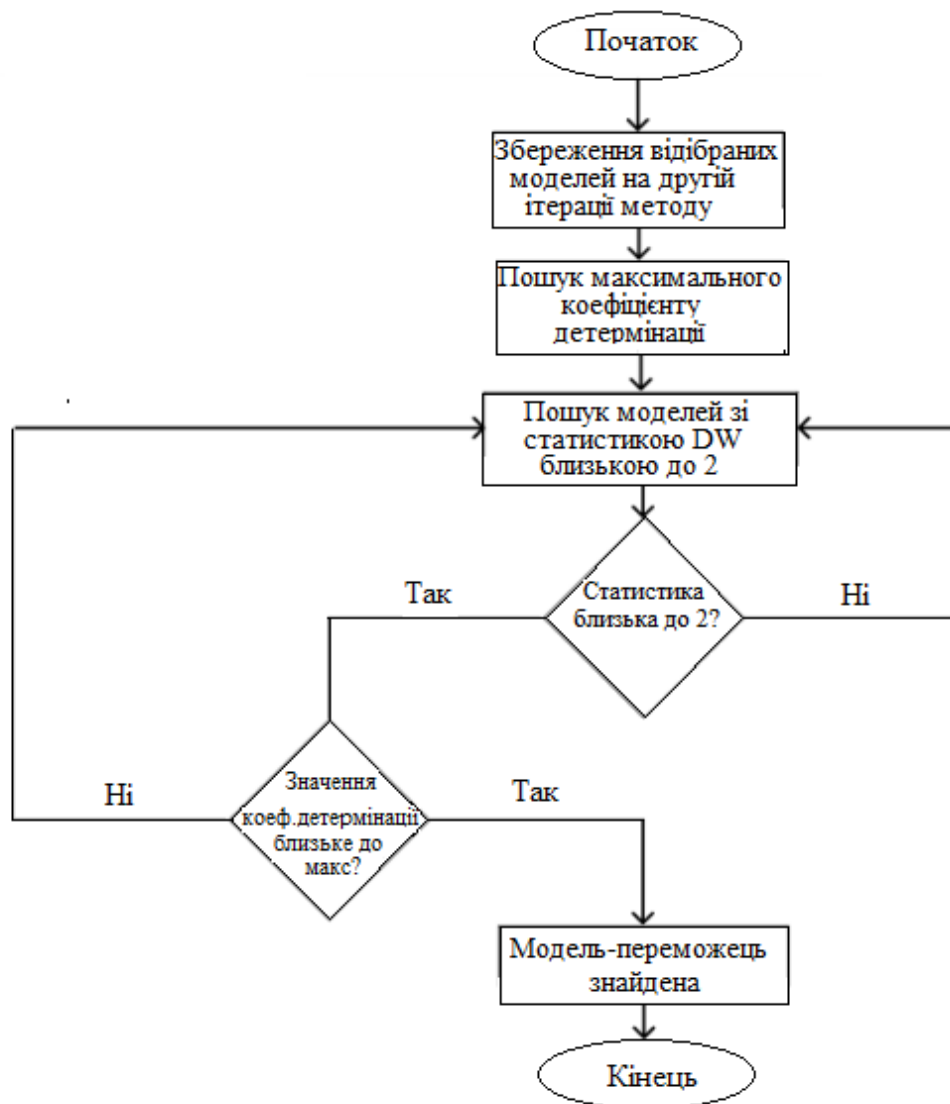 Початок
Збереження відібраних
моделей на другій
ітерації методу
Пошук максимального
коефіцієнту
детермінації
Пошук моделей зі
статистикою DW
близькою до 2
Статистика
близька до 2?
Так
Ні
Значення
коеф.детермінації
близьке до
макс?
Ні
Так
Модель-переможець
знайдена
Кінець